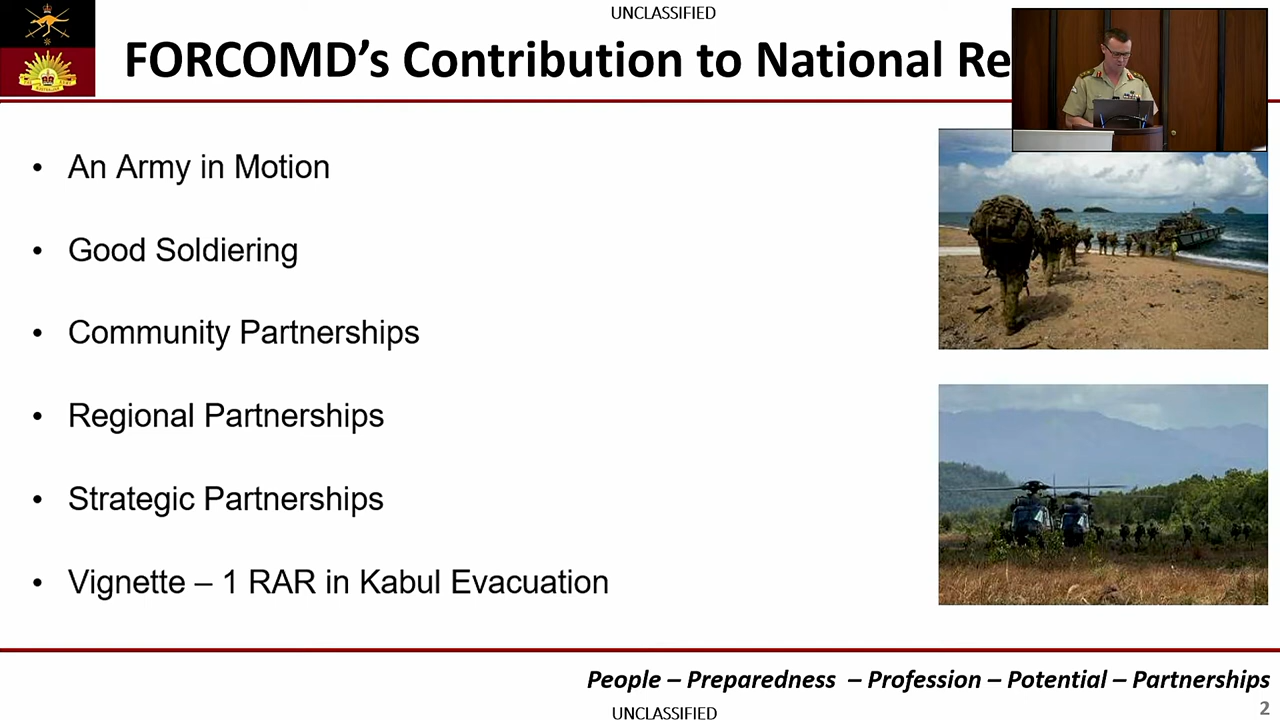 UNCLASSIFIED
FORCOMD's Contribution to National Re
• An Army in Motion
• Good Soldiering
• Community Partnerships
• Regional Partnerships
• Strategic Partnerships
• Vignette – 1 RAR in Kabul Evacuation
People – Preparedness – Profession – Potential – Partnerships
UNCLASSIFIED
2